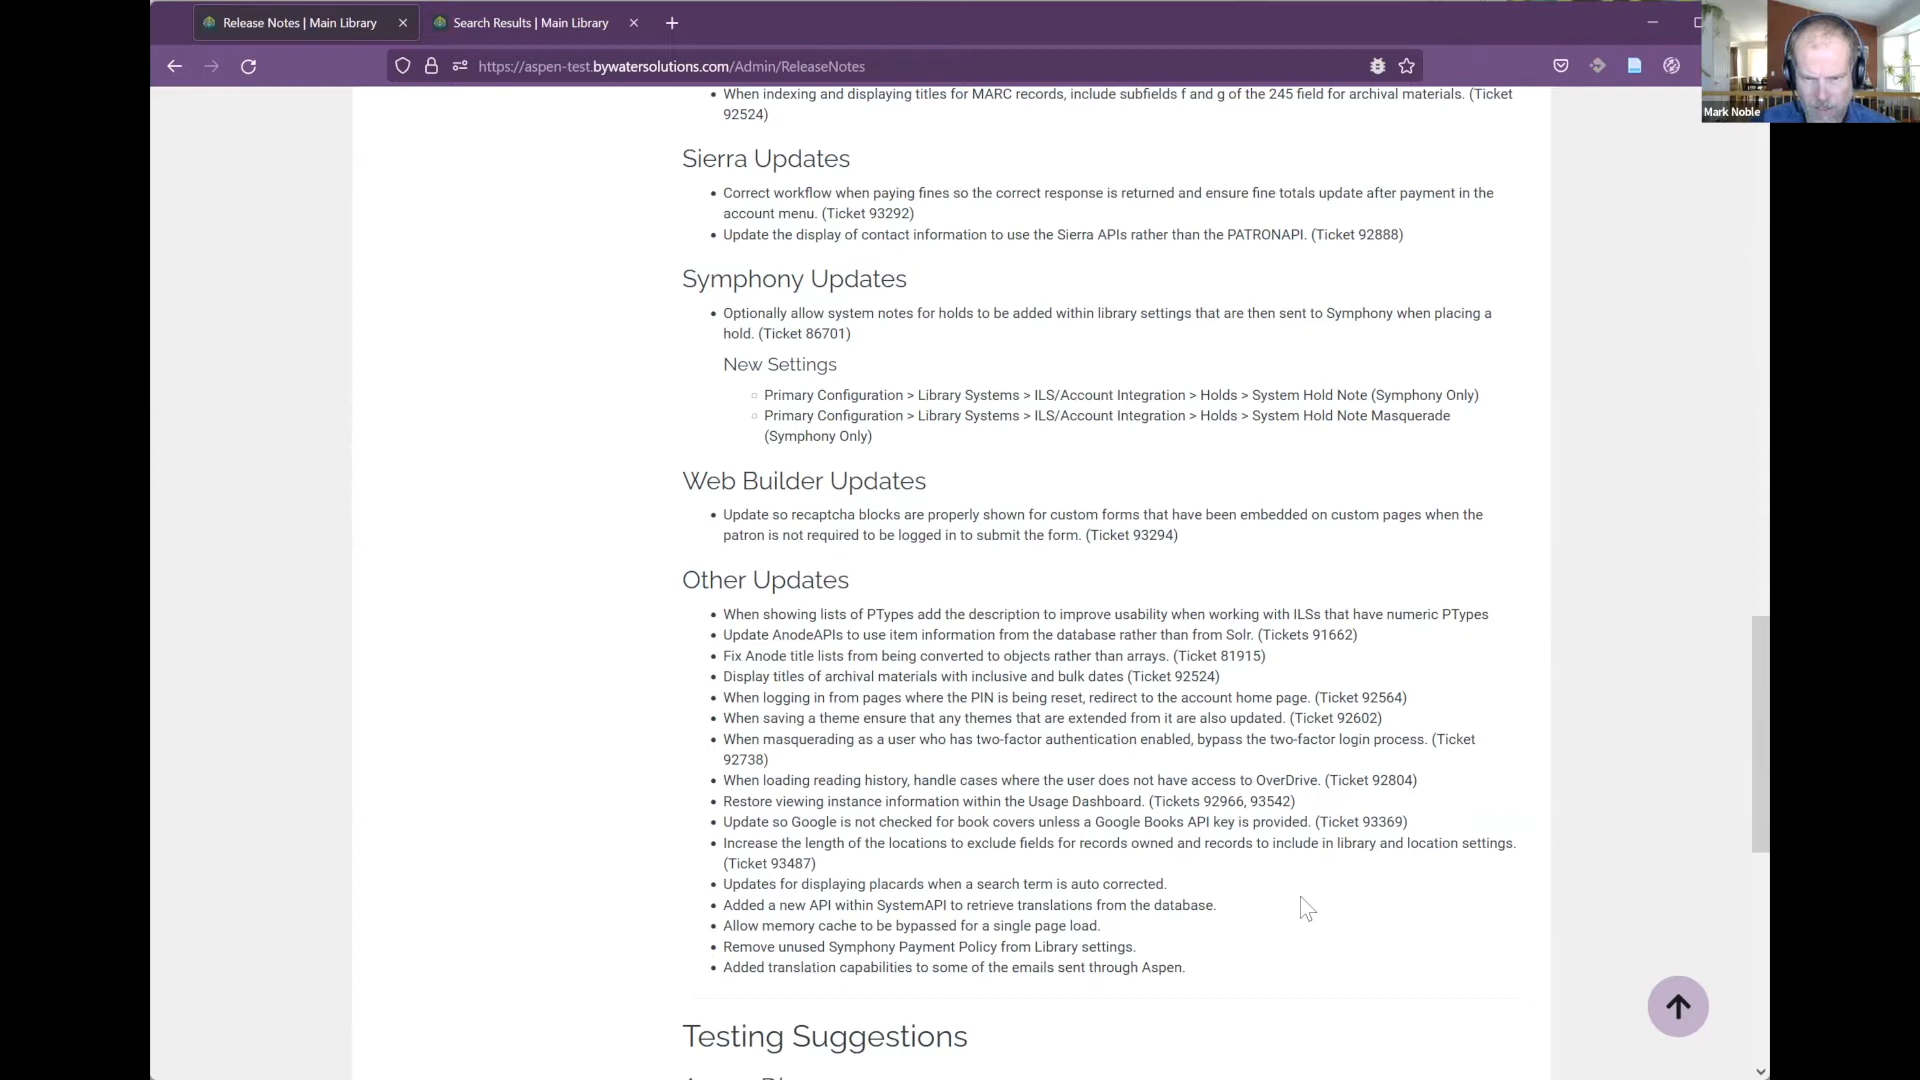 Release Notes | Main Library
Search Results | Main Library
https://aspen-test.bywatersolutions.com/Admin/ReleaseNotes
Mark Noble
• When indexing and displaying titles for MARC records, include subfields f and g of the 245 field for archival materials. (Ticket
92524)
Sierra Updates
• Correct workflow when paying fines so the correct response is returned and ensure fine totals update after payment in the
account menu. (Ticket 93292)
• Update the display of contact information to use the Sierra APIs rather than the PATRONAPI. (Ticket 92888)
Symphony Updates
• Optionally allow system notes for holds to be added within library settings that are then sent to Symphony when placing a
hold. (Ticket 86701)
New Settings
○ Primary Configuration > Library Systems > ILS/Account Integration > Holds > System Hold Note (Symphony Only)
○ Primary Configuration > Library Systems > ILS/Account Integration > Holds > System Hold Note Masquerade
(Symphony Only)
Web Builder Updates
• Update so recaptcha blocks are properly shown for custom forms that have been embedded on custom pages when the
patron is not required to be logged in to submit the form. (Ticket 93294)
Other Updates
• When showing lists of PTypes add the description to improve usability when working with ILSs that have numeric PTypes
• Update AnodeAPIs to use item information from the database rather than from Solr. (Tickets 91662)
• Fix Anode title lists from being converted to objects rather than arrays. (Ticket 81915)
• Display titles of archival materials with inclusive and bulk dates (Ticket 92524)
• When logging in from pages where the PIN is being reset, redirect to the account home page. (Ticket 92564)
• When saving a theme ensure that any themes that are extended from it are also updated. (Ticket 92602)
• When masquerading as a user who has two-factor authentication enabled, bypass the two-factor login process. (Ticket
92738)
• When loading reading history, handle cases where the user does not have access to OverDrive. (Ticket 92804)
• Restore viewing instance information within the Usage Dashboard. (Tickets 92966, 93542)
• Update so Google is not checked for book covers unless a Google Books API key is provided. (Ticket 93369)
• Increase the length of the locations to exclude fields for records owned and records to include in library and location settings.
(Ticket 93487)
• Updates for displaying placards when a search term is auto corrected.
• Added a new API within SystemAPI to retrieve translations from the database.
• Allow memory cache to be bypassed for a single page load.
• Remove unused Symphony Payment Policy from Library settings.
• Added translation capabilities to some of the emails sent through Aspen.
Testing Suggestions